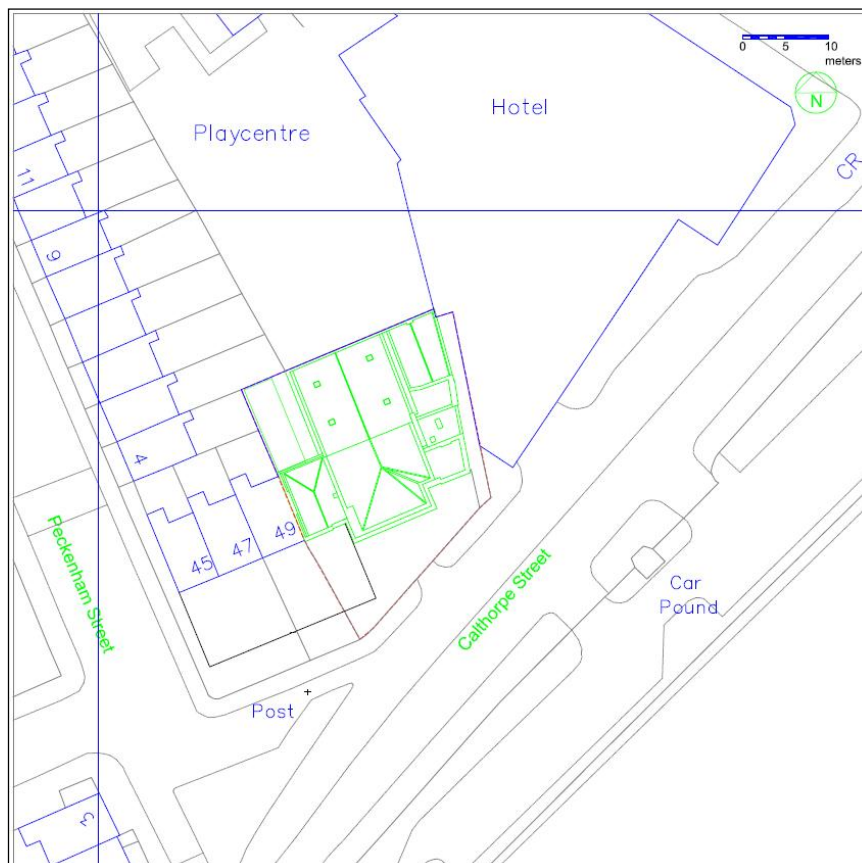 0 5 10
meters
N
Hotel
Playcentre
CR
11
9
4
45
47
49
Peckenham Street
Calthorpe Street
Car
Pound
Post
3